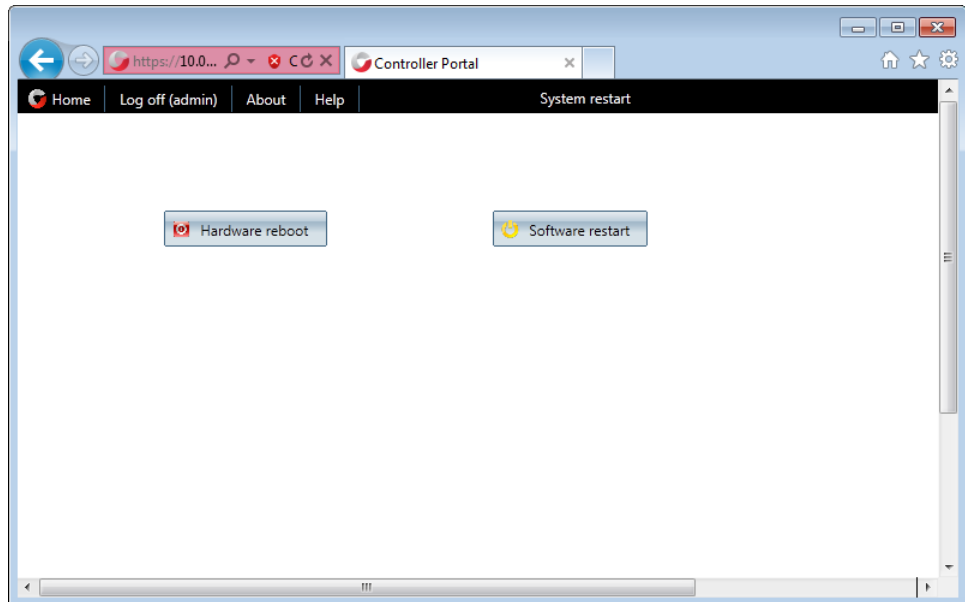 https://10.0... C
Controller Portal
Home Log off (admin) About Help System restart
Hardware reboot Software restart